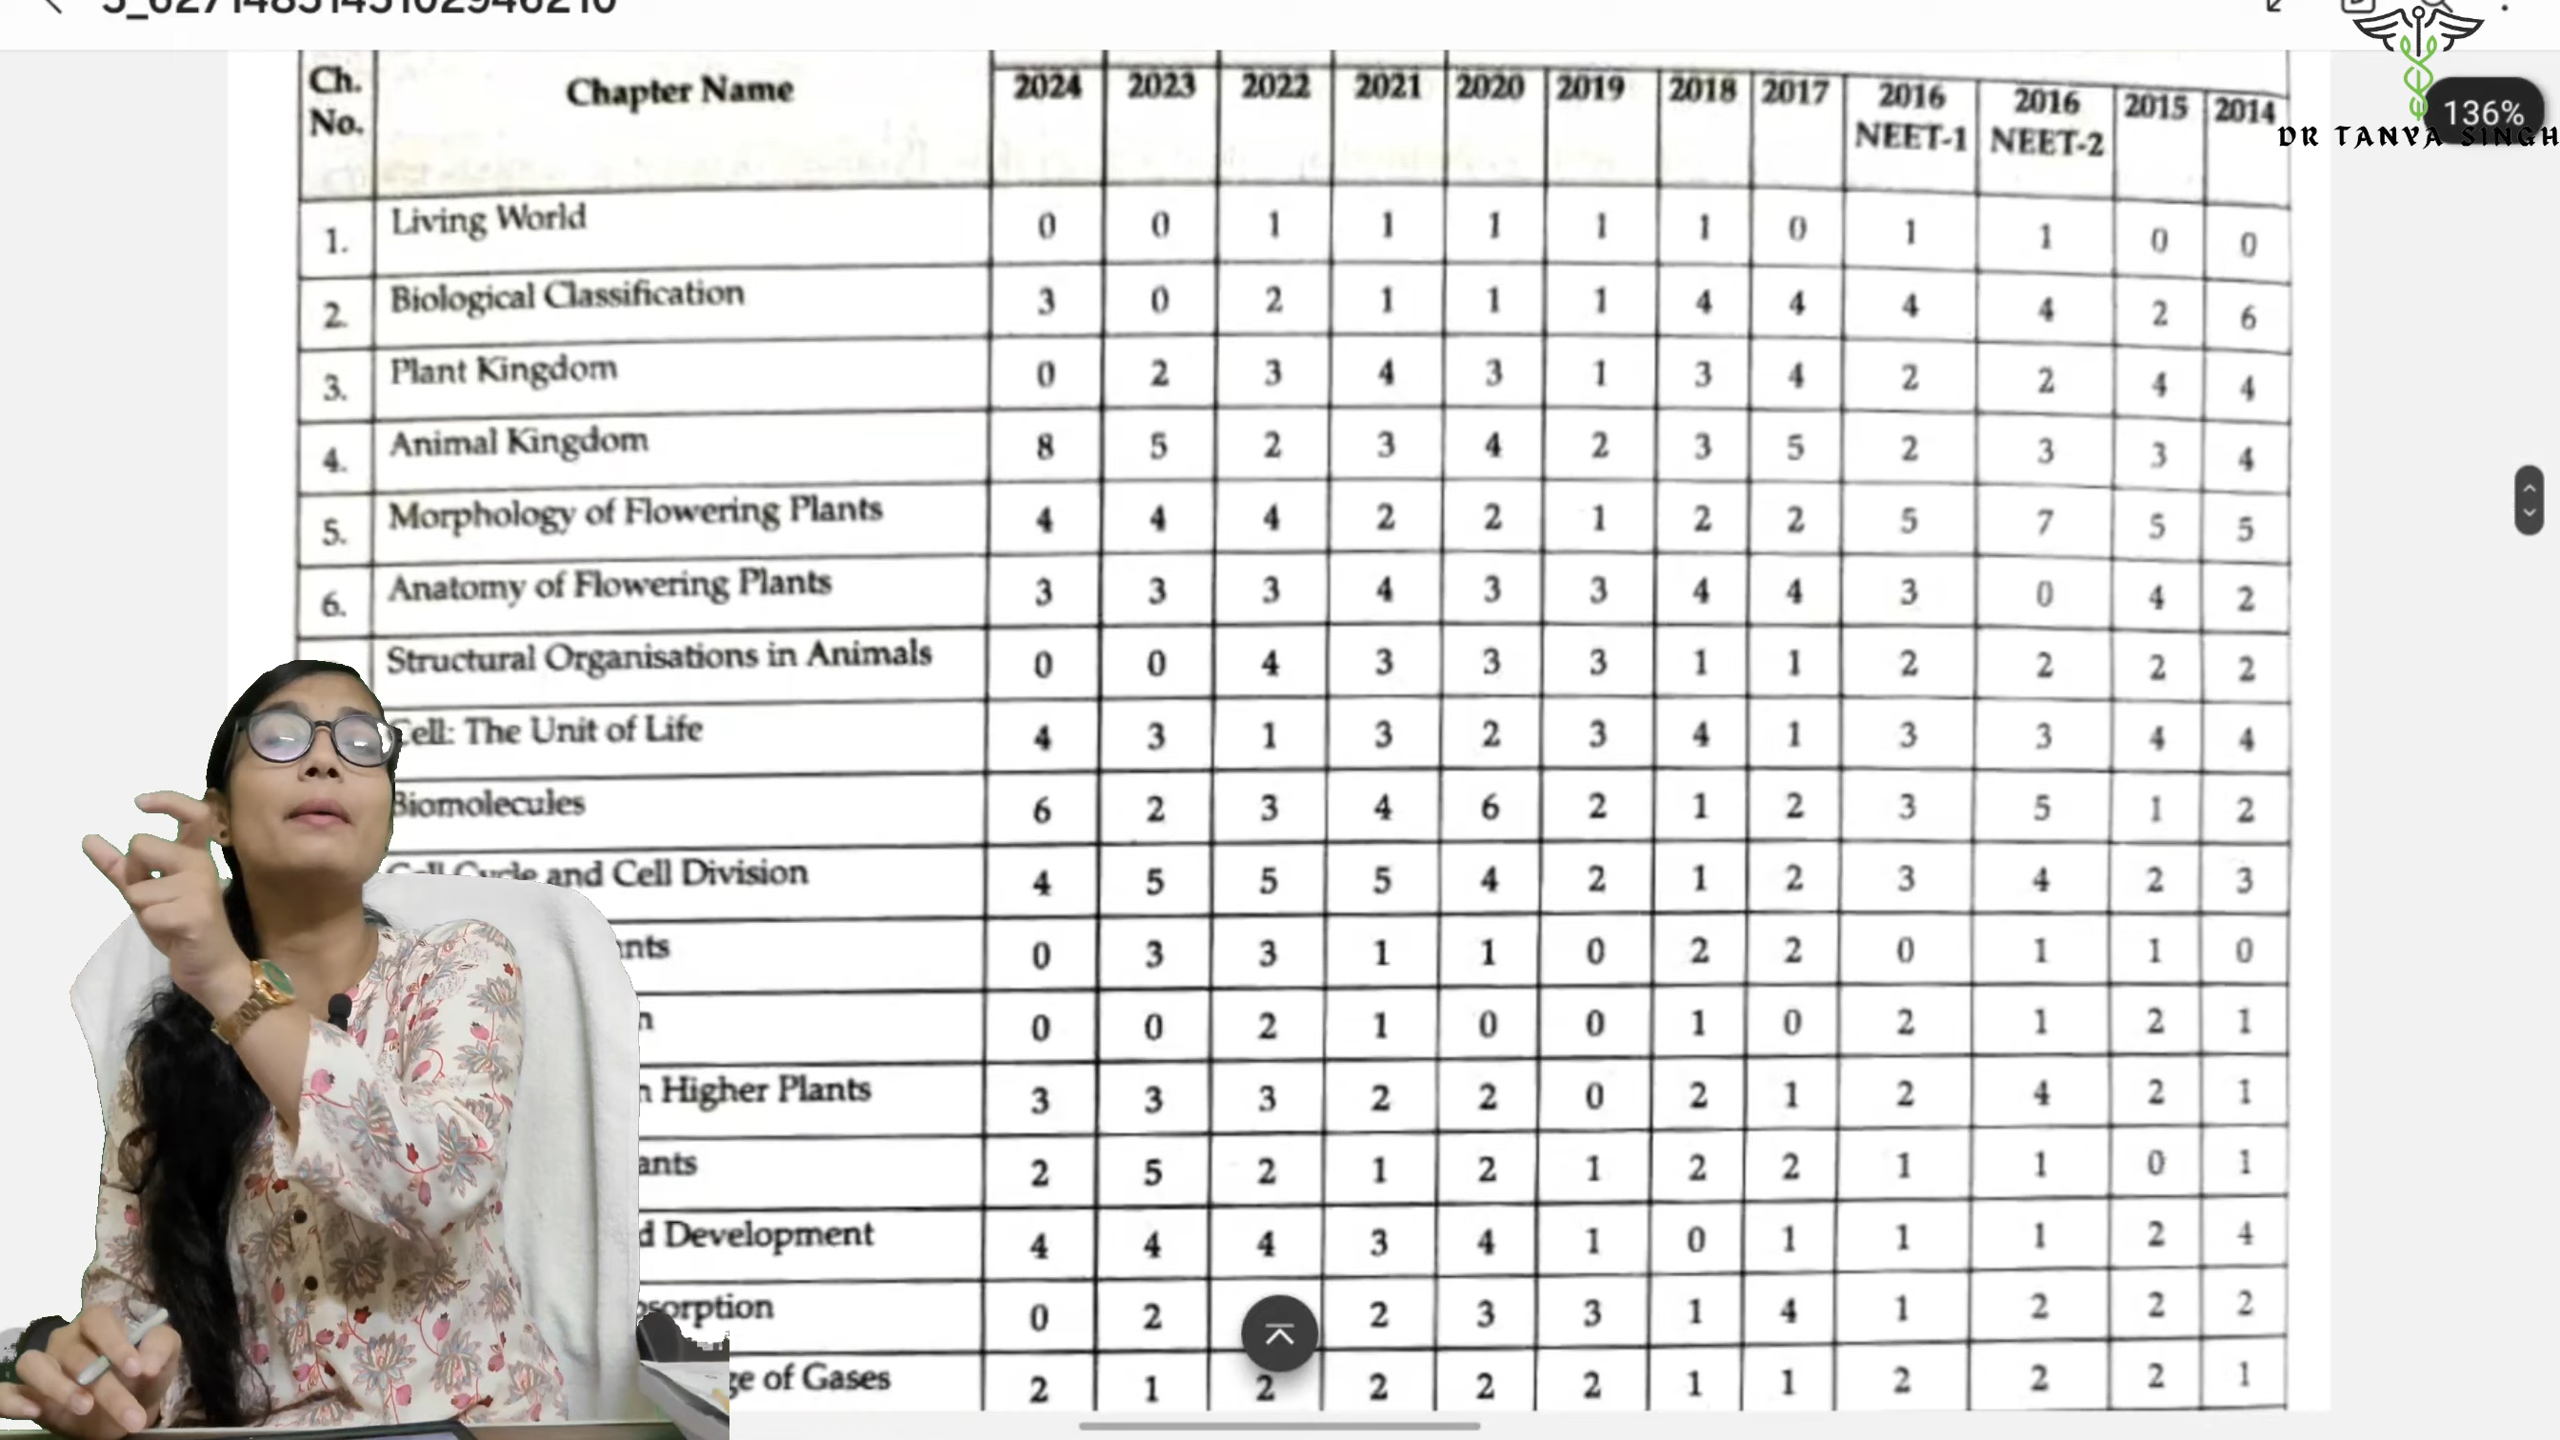 5_6271485145102946210
136%
DR TANYA SINGH
Ch. No. Chapter Name 2024 2023 2022 2021 2020 2019 2018 2017 2016 NEET-1 2016 NEET-2 2015 2014
1. Living World 0 0 1 1 1 1 1 0 1 1 0 0
2. Biological Classification 3 0 2 1 1 1 4 4 4 4 2 6
3. Plant Kingdom 0 2 3 4 3 1 3 4 2 2 4 4
4. Animal Kingdom 8 5 2 3 4 2 3 5 2 3 3 4
5. Morphology of Flowering Plants 4 4 4 2 2 1 2 2 5 7 5 5
6. Anatomy of Flowering Plants 3 3 3 4 3 3 4 4 3 0 4 2
Structural Organisations in Animals 0 0 4 3 3 3 1 1 2 2 2 2
Cell: The Unit of Life 4 3 1 3 2 3 4 1 3 3 4 4
Biomolecules 6 2 3 4 6 2 1 2 3 5 1 2
Cell Cycle and Cell Division 4 5 5 5 4 2 1 2 3 4 2 3
nts 0 3 3 1 1 0 2 2 0 1 1 0
n 0 0 2 1 0 0 1 0 2 1 2 1
n Higher Plants 3 3 3 2 2 0 2 1 2 4 2 1
ants 2 5 2 1 2 1 2 2 1 1 0 1
d Development 4 4 4 3 4 1 0 1 1 1 2 4
sorption 0 2 2 3 3 1 4 1 2 2 2
ge of Gases 2 1 2 2 2 2 1 1 2 2 2 1